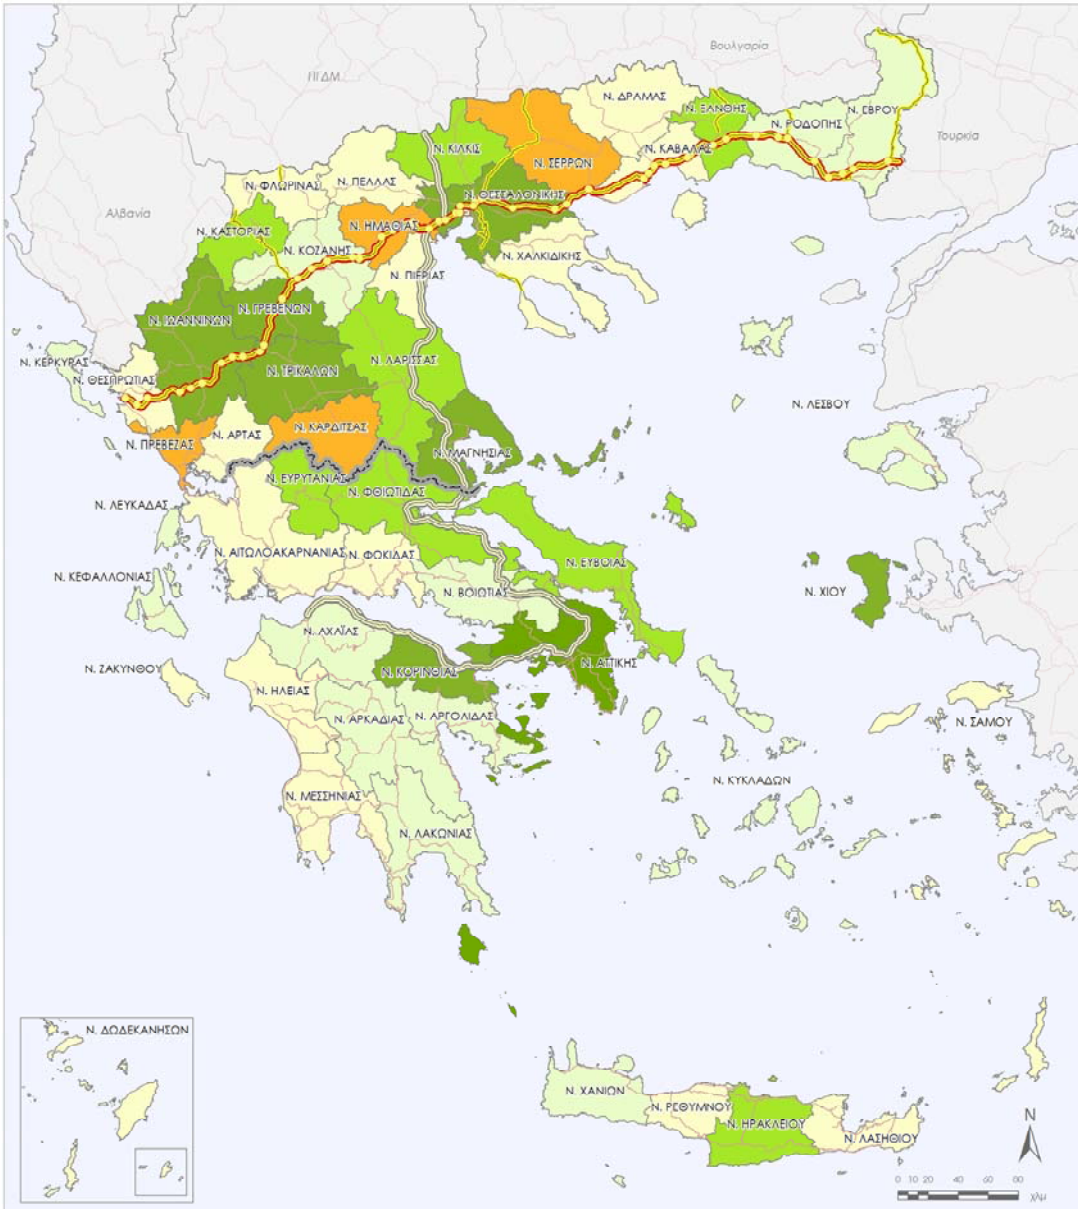 Βουλγαρία
ΠΓΔΜ
Ν. ΔΡΑΜΑΣ
Ν. ΞΑΝΘΗΣ
Ν. ΡΟΔΟΠΗΣ
Ν. ΕΒΡΟΥ
Τουρκία
Ν. ΚΙΛΚΙΣ
Ν. ΣΕΡΡΩΝ
Ν. ΚΑΒΑΛΑΣ
Ν. ΦΛΩΡΙΝΑΣ
Ν. ΠΕΛΛΑΣ
Ν. ΘΕΣΣΑΛΟΝΙΚΗΣ
Αλβανία
Ν. ΚΑΣΤΟΡΙΑΣ
Ν. ΗΜΑΘΙΑΣ
Ν. ΚΟΖΑΝΗΣ
Ν. ΧΑΛΚΙΔΙΚΗΣ
Ν. ΠΙΕΡΙΑΣ
Ν. ΓΡΕΒΕΝΩΝ
Ν. ΙΩΑΝΝΙΝΩΝ
Ν. ΚΕΡΚΥΡΑΣ
Ν. ΛΑΡΙΣΣΑΣ
Ν. ΘΕΣΠΡΩΤΙΑΣ
Ν. ΤΡΙΚΑΛΩΝ
Ν. ΛΕΣΒΟΥ
Ν. ΠΡΕΒΕΖΑΣ
Ν. ΑΡΤΑΣ
Ν. ΚΑΡΔΙΤΣΑΣ
Ν. ΜΑΓΝΗΣΙΑΣ
Ν. ΕΥΡΥΤΑΝΙΑΣ
Ν. ΦΘΙΩΤΙΔΑΣ
Ν. ΛΕΥΚΑΔΑΣ
Ν. ΑΙΤΩΛΟΑΚΑΡΝΑΝΙΑΣ
Ν. ΦΩΚΙΔΑΣ
Ν. ΕΥΒΟΙΑΣ
Ν. ΚΕΦΑΛΛΟΝΙΑΣ
Ν. ΒΟΙΩΤΙΑΣ
Ν. ΧΙΟΥ
Ν. ΑΧΑΪΑΣ
Ν. ΖΑΚΥΝΘΟΥ
Ν. ΚΟΡΙΝΘΙΑΣ
Ν. ΑΤΤΙΚΗΣ
Ν. ΗΛΕΙΑΣ
Ν. ΑΡΚΑΔΙΑΣ
Ν. ΑΡΓΟΛΙΔΑΣ
Ν. ΣΑΜΟΥ
Ν. ΚΥΚΛΑΔΩΝ
Ν. ΜΕΣΣΗΝΙΑΣ
Ν. ΛΑΚΩΝΙΑΣ
Ν. ΔΩΔΕΚΑΝΗΣΩΝ
Ν. ΧΑΝΙΩΝ
Ν. ΡΕΘΥΜΝΟΥ
Ν. ΗΡΑΚΛΕΙΟΥ
Ν. ΛΑΣΗΘΙΟΥ
N
0 10 20 40 60 80
Χλμ